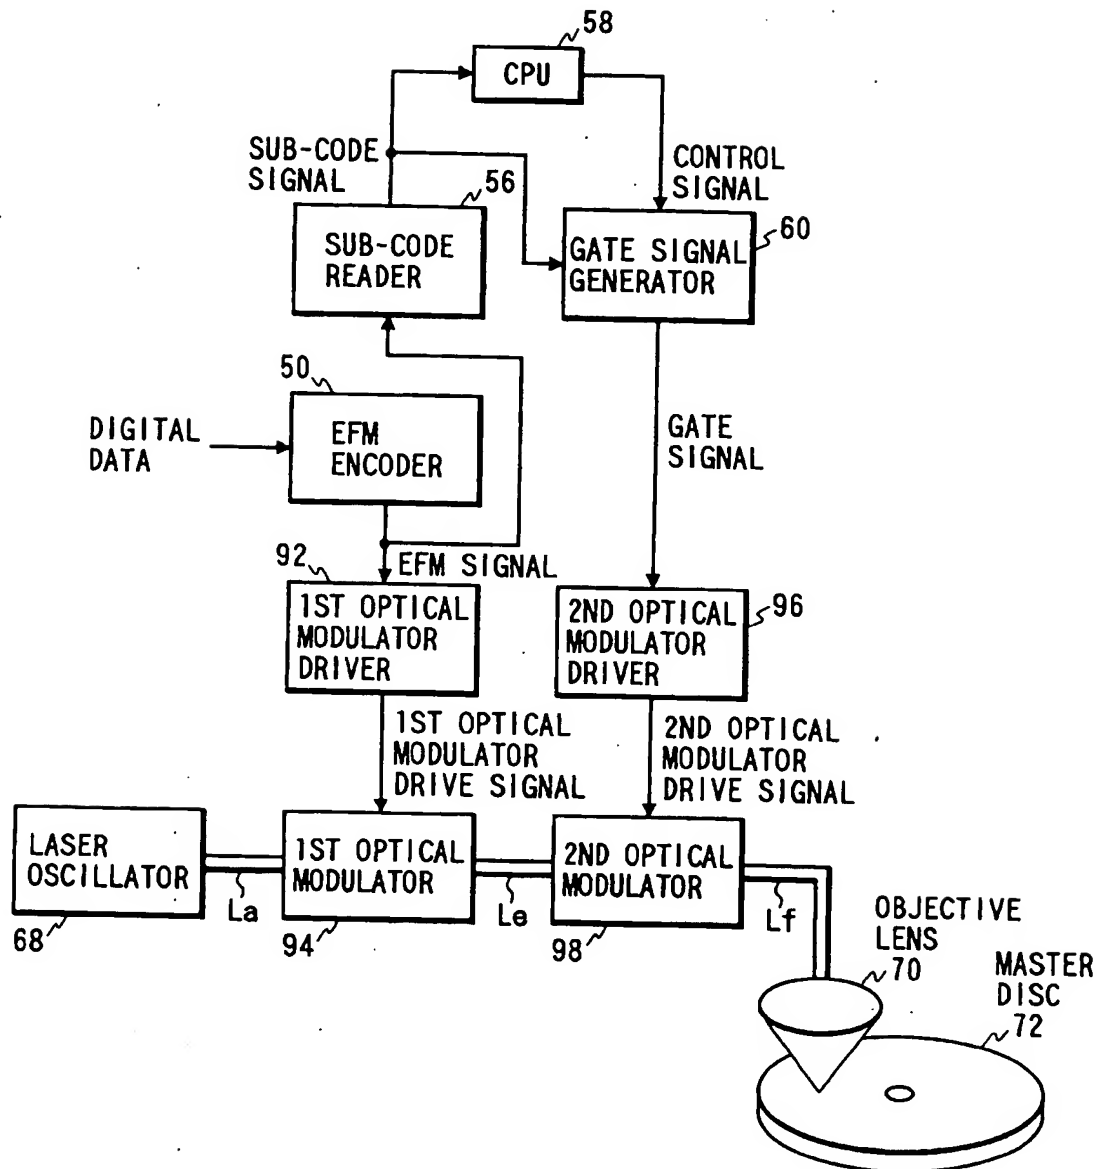 58
CPU
SUB-CODE
SIGNAL
56
CONTROL
SIGNAL
60
SUB-CODE
READER
GATE SIGNAL
GENERATOR
50
DIGITAL
DATA
EFM
ENCODER
GATE
SIGNAL
92
EFM SIGNAL
1ST OPTICAL
MODULATOR
DRIVER
2ND OPTICAL
MODULATOR
DRIVER
96
1ST OPTICAL
MODULATOR
DRIVE SIGNAL
2ND OPTICAL
MODULATOR
DRIVE SIGNAL
LASER
OSCILLATOR
68
La
1ST OPTICAL
MODULATOR
94
Le
2ND OPTICAL
MODULATOR
98
Lf
OBJECTIVE
LENS
70
MASTER
DISC
72